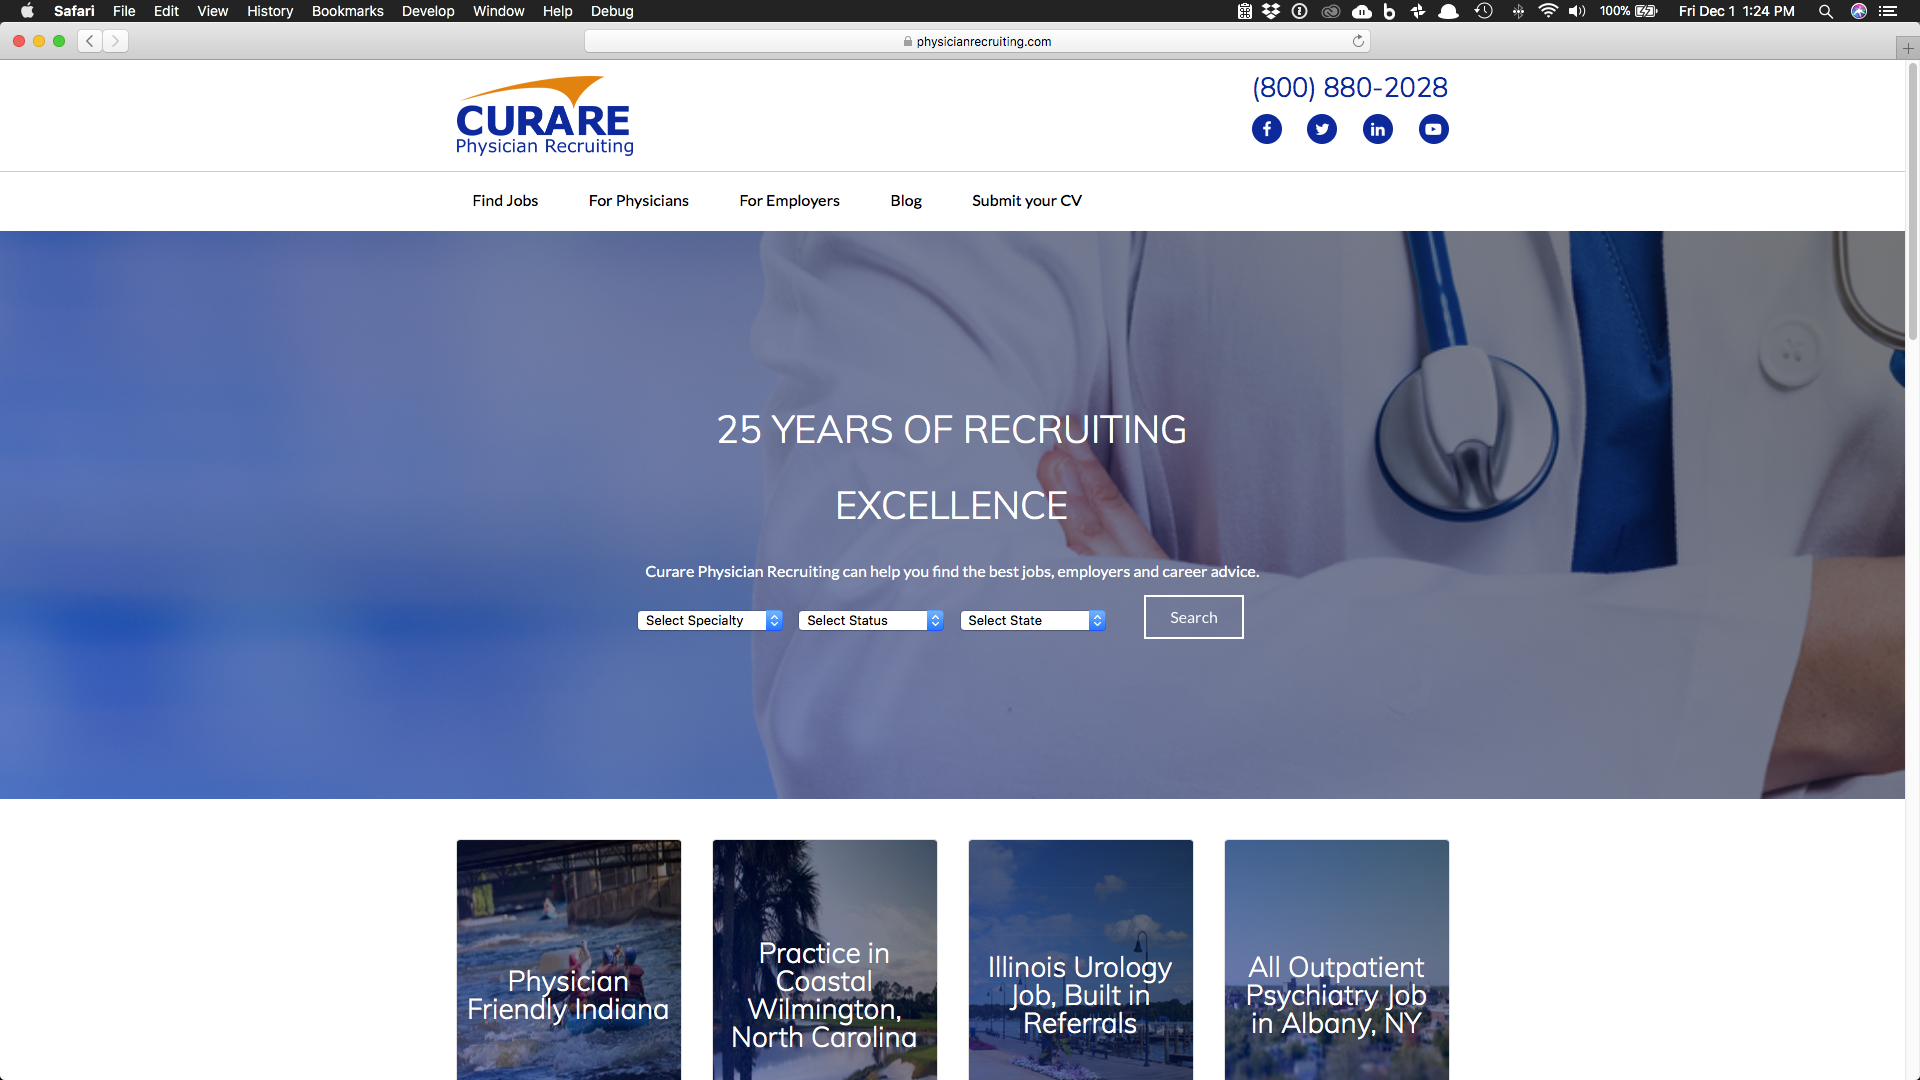 Safari File Edit View History Bookmarks Develop Window Help Debug 100% Fri Dec 1 1:24 PM
physicianrecruiting.com
CURARE
Physician Recruiting
(800) 880-2028
Find Jobs For Physicians For Employers Blog Submit your CV
25 YEARS OF RECRUITING
EXCELLENCE
Curare Physician Recruiting can help you find the best jobs, employers and career advice.
Select Specialty Select Status Select State Search
Physician
Friendly Indiana
Practice in
Coastal
Wilmington,
North Carolina
Illinois Urology
Job, Built in
Referrals
All Outpatient
Psychiatry Job
in Albany, NY